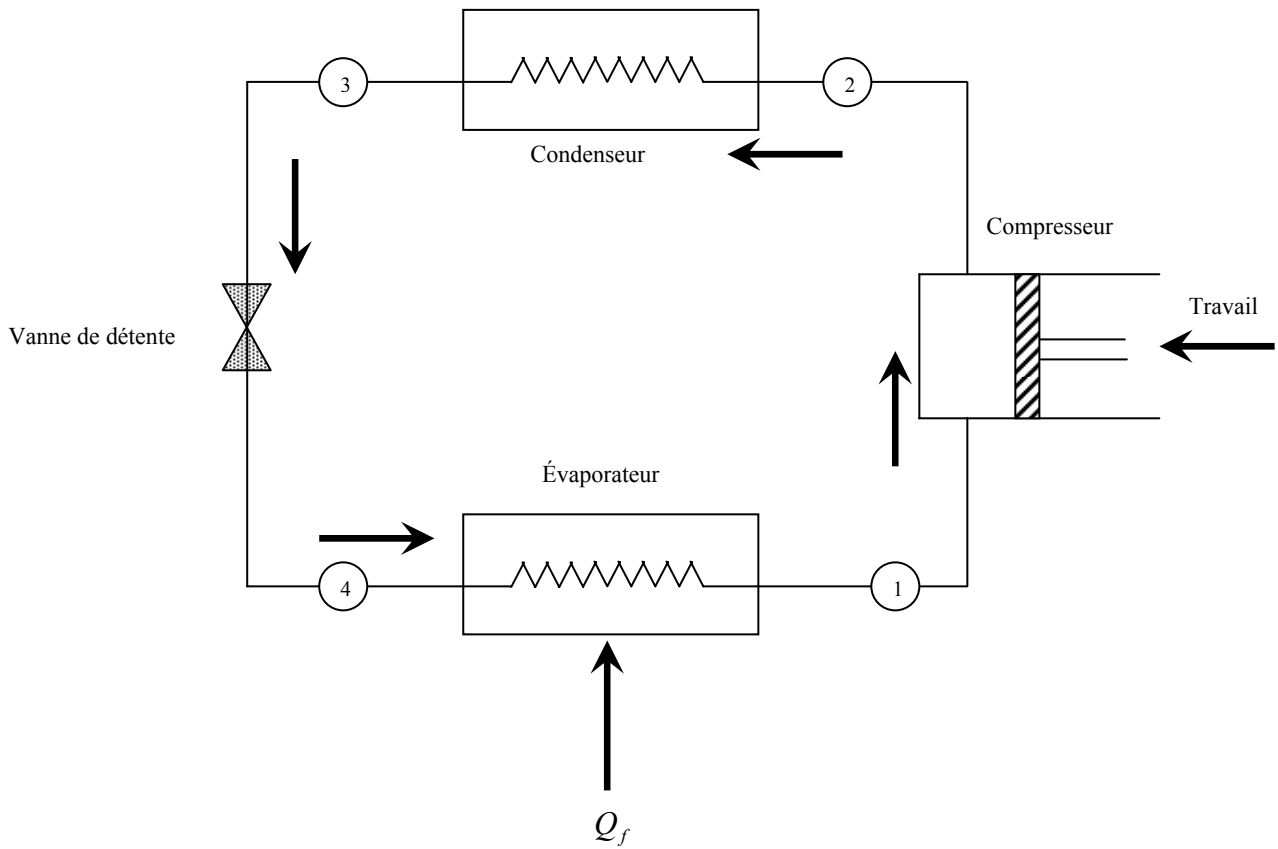 3
2
Condenseur
Compresseur
Travail
Vanne de détente
Évaporateur
4
1
Q_f